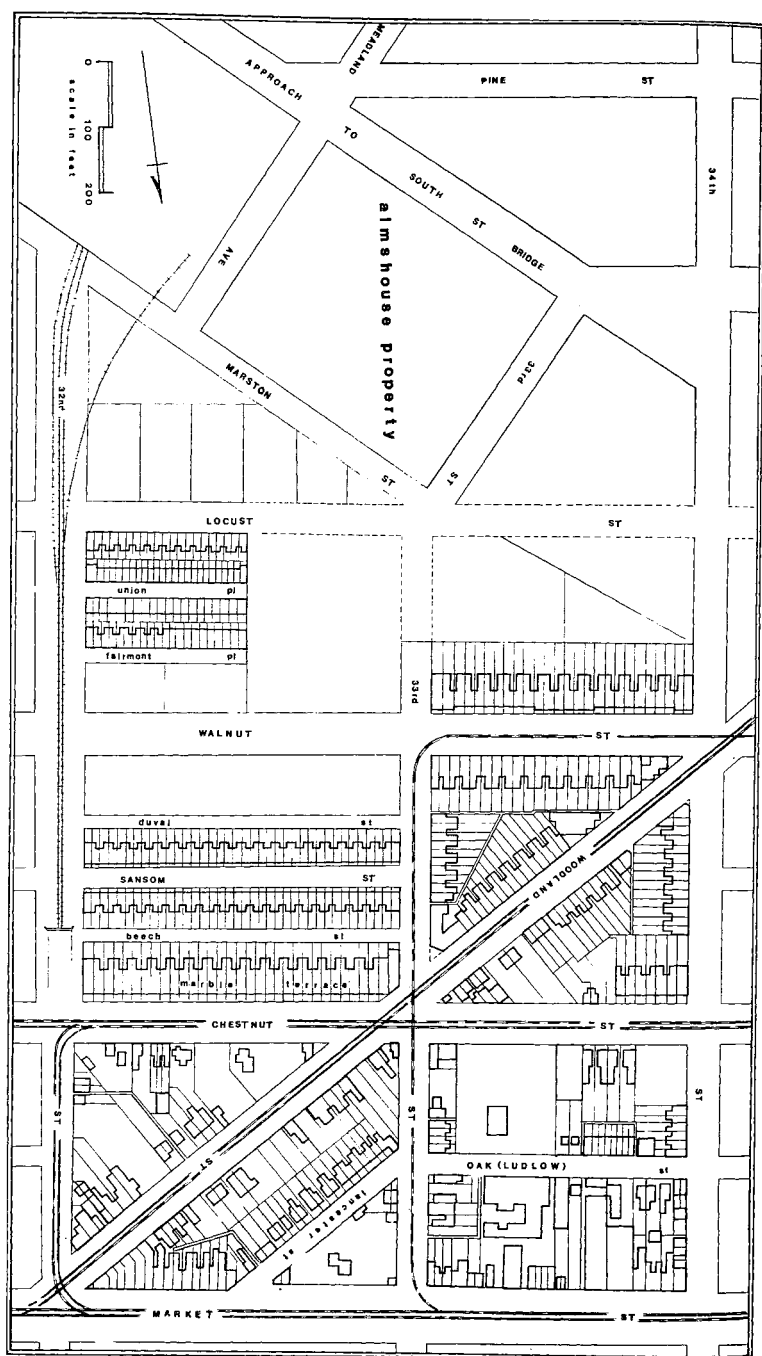 MEADLAND
PINE ST
APPROACH TO SOUTH ST BRIDGE
34th
0 100 200
scale in feet
AVE
almshouse property
33rd ST
MARSTON ST
32nd
LOCUST ST
union pl
fairmont pl
33rd
WALNUT ST
duval st
WOODLAND
SANSOM ST
beech st
marble terrace
CHESTNUT ST
ST
ST
ST
ST
OAK (LUDLOW) st
lancaster st
MARKET ST